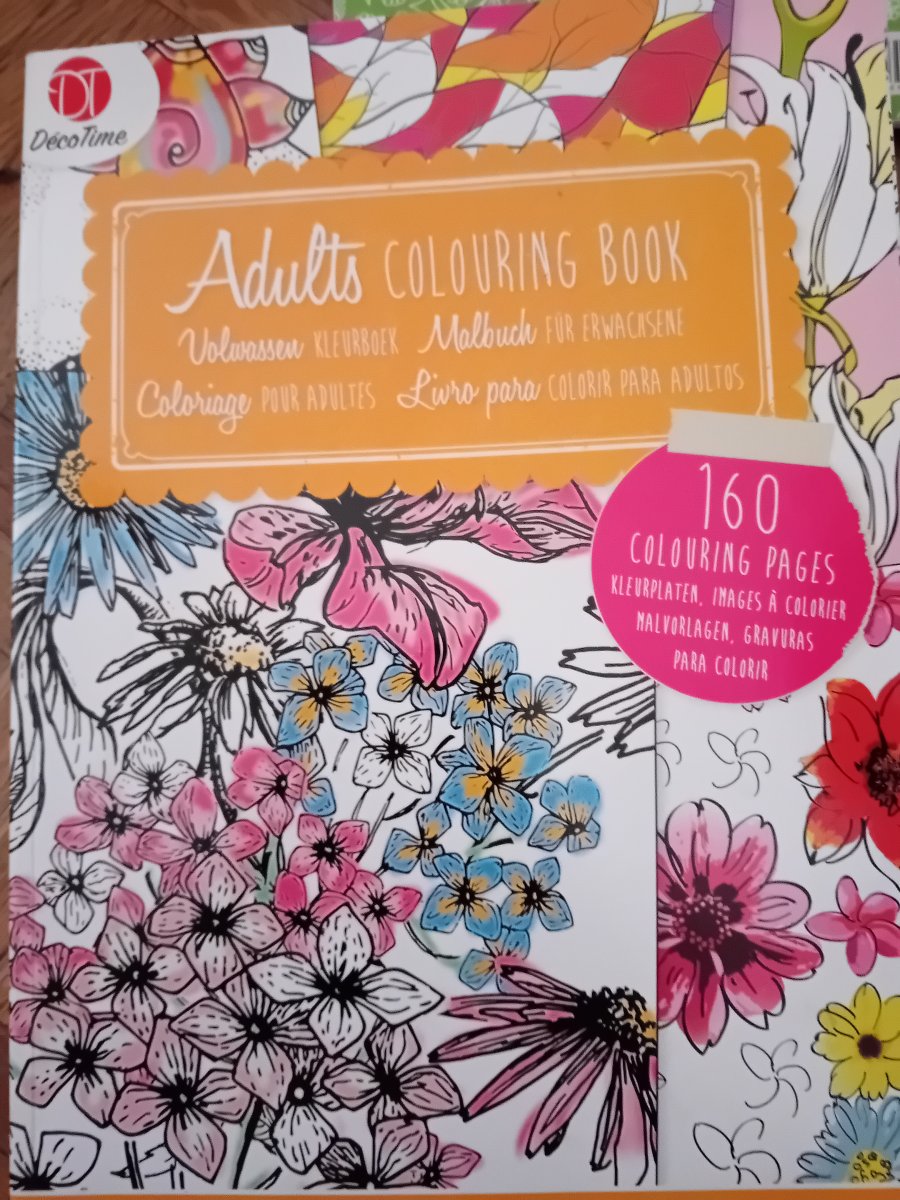 DT
DécoTime
Adults COLOURING BOOK
Volwassen KLEURBOEK Malbuch FÜR ERWACHSENE
Coloriage POUR ADULTES Livro para COLORIR PARA ADULTOS
160
COLOURING PAGES
KLEURPLATEN, IMAGES À COLORIER
MALVORLAGEN, GRAVURAS
PARA COLORIR